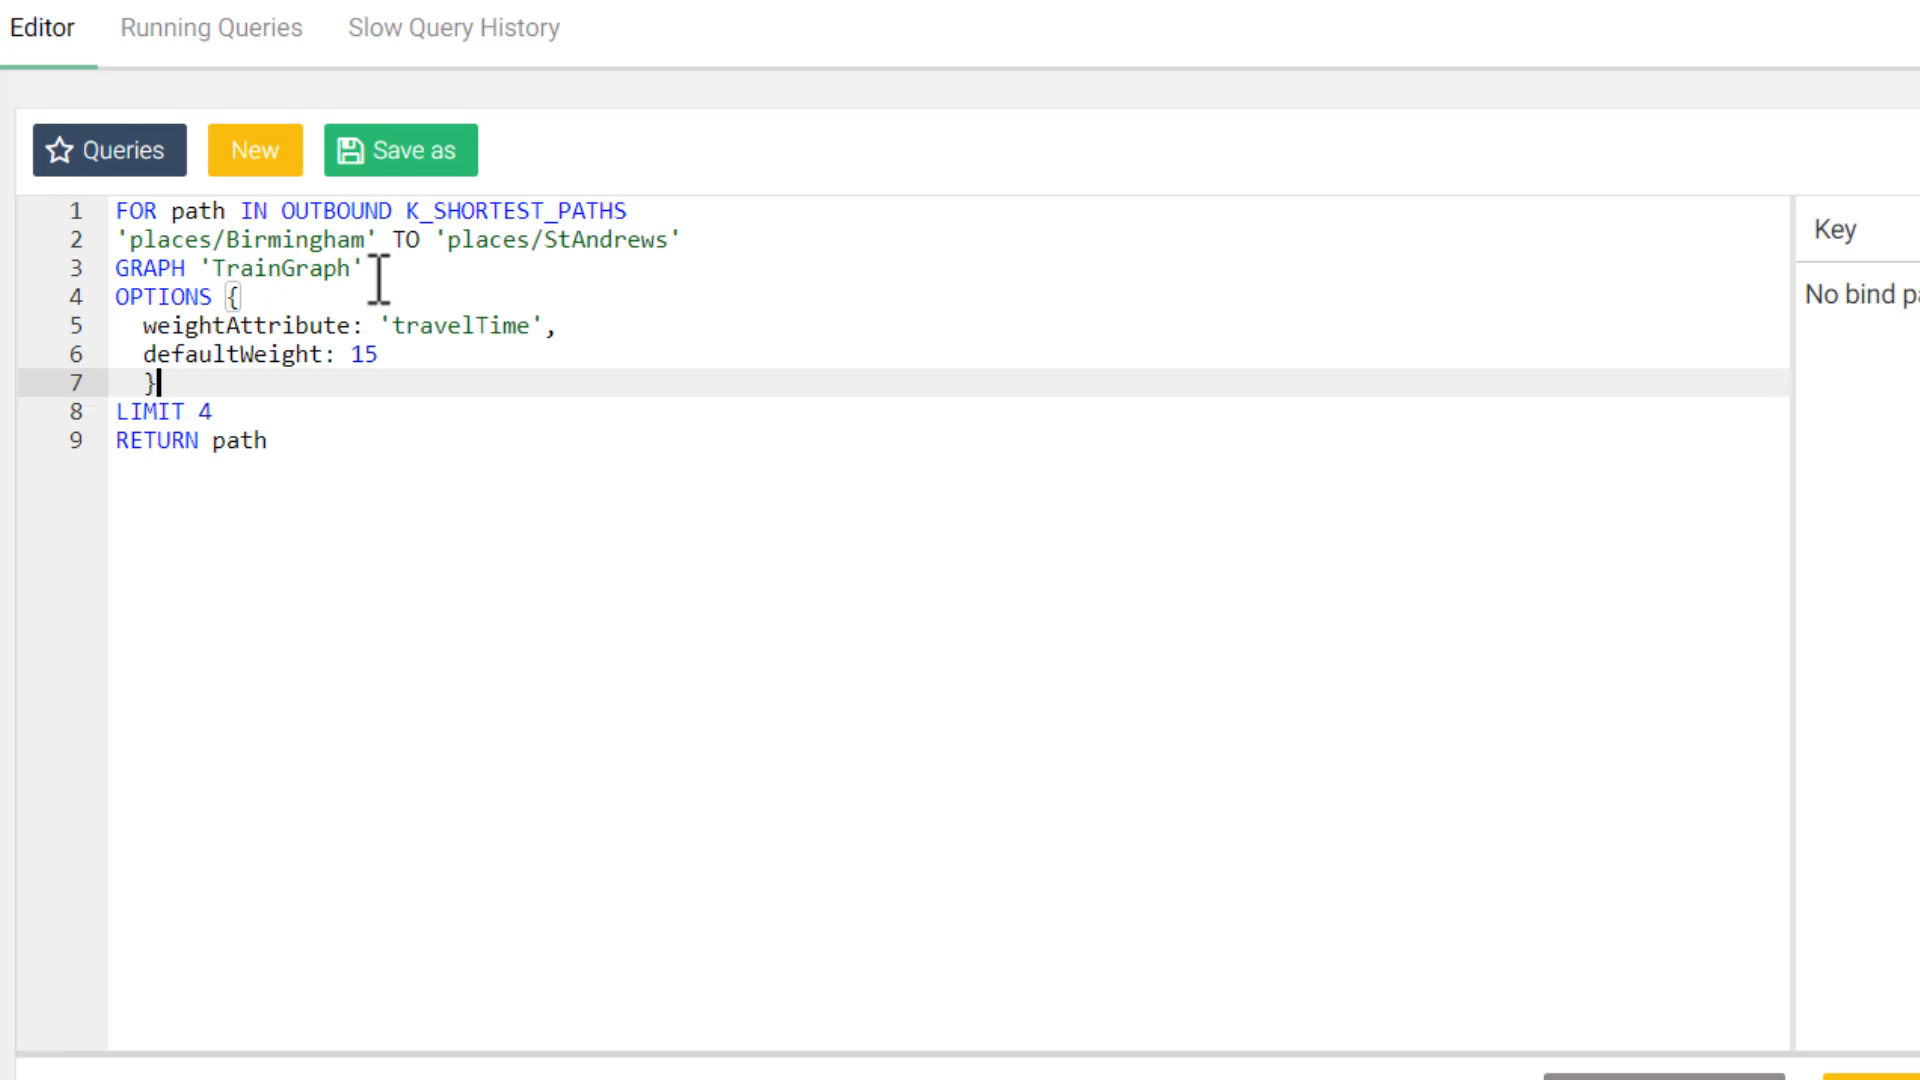 Editor Running Queries Slow Query History
Queries New Save as
1 FOR path IN OUTBOUND K_SHORTEST_PATHS
2 'places/Birmingham' TO 'places/StAndrews'
3 GRAPH 'TrainGraph'
4 OPTIONS {
5   weightAttribute: 'travelTime',
6   defaultWeight: 15
7   }
8 LIMIT 4
9 RETURN path
Key
No bind